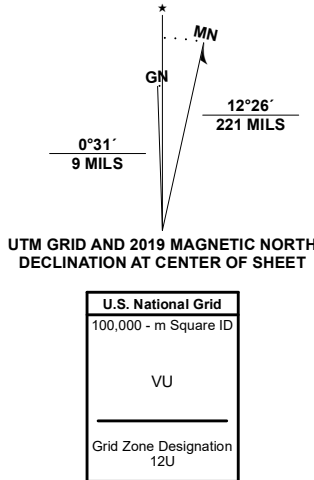 ★
MN
GN
0°31´
9 MILS
12°26´
221 MILS
UTM GRID AND 2019 MAGNETIC NORTH
DECLINATION AT CENTER OF SHEET
U.S. National Grid
100,000 - m Square ID
VU
Grid Zone Designation
12U